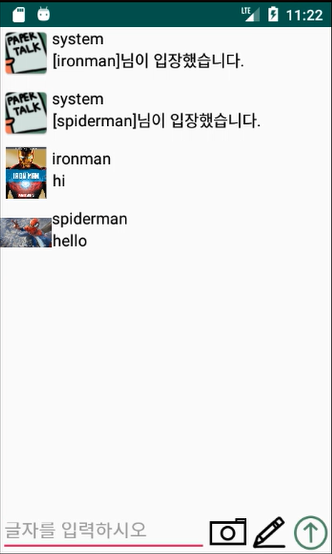 LTE 11:22
PAPER
TALK
system
[ironman]님이 입장했습니다.
PAPER
TALK
system
[spiderman]님이 입장했습니다.
IRON MAN
ironman
hi
spiderman
hello
글자를 입력하시오